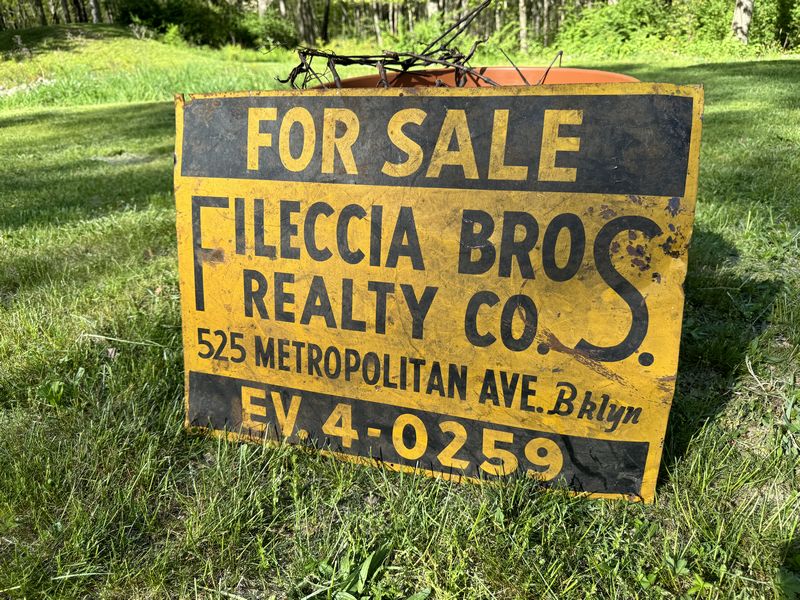 FOR SALE
FILECCIA BROS.
REALTY CO.
525 METROPOLITAN AVE. Bklyn
EV. 4-0259